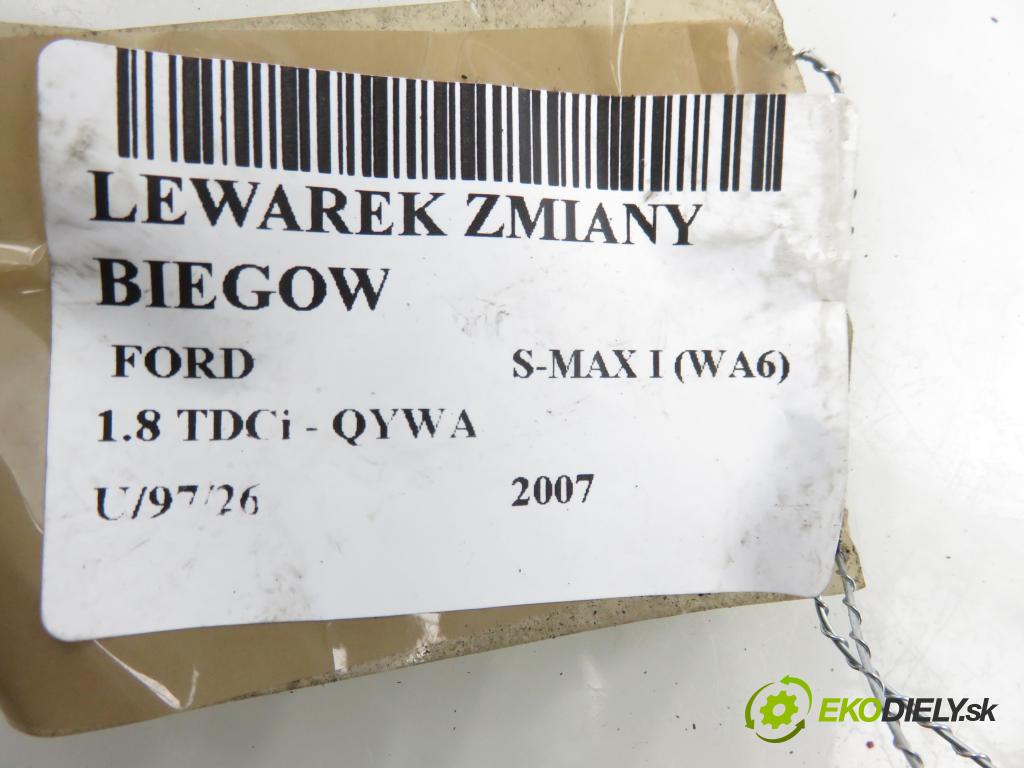 LEWAREK ZMIANY
BIEGOW
FORD S-MAX I (WA6)
1.8 TDCi - QYWA
U/97/26 2007
EKODIELY.sk